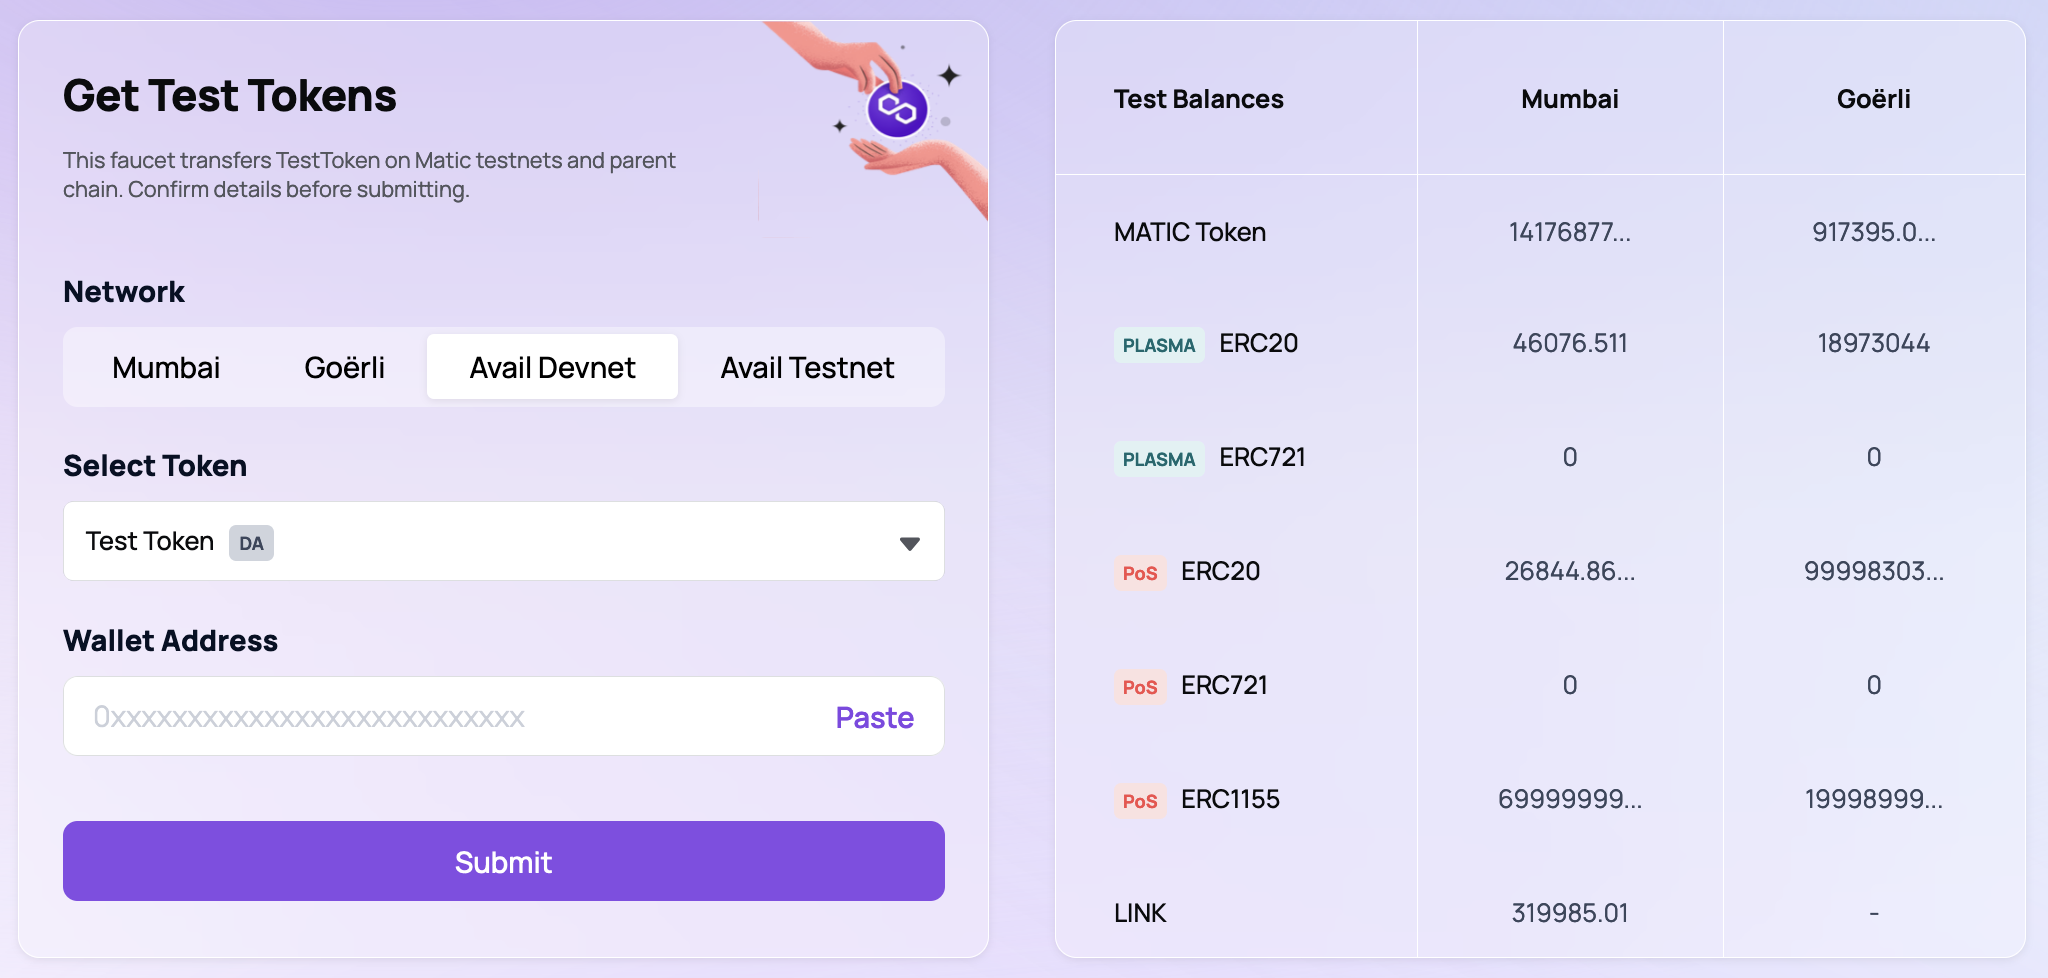 Get Test Tokens
This faucet transfers TestToken on Matic testnets and parent
chain. Confirm details before submitting.
Network
Mumbai Goërli Avail Devnet Avail Testnet
Select Token
Test Token DA
Wallet Address
0xxxxxxxxxxxxxxxxxxxxxxxxxxx Paste
Submit
Test Balances Mumbai Goërli
MATIC Token 14176877... 917395.0...
PLASMA ERC20 46076.511 18973044
PLASMA ERC721 0 0
PoS ERC20 26844.86... 99998303...
PoS ERC721 0 0
PoS ERC1155 69999999... 19998999...
LINK 319985.01 -